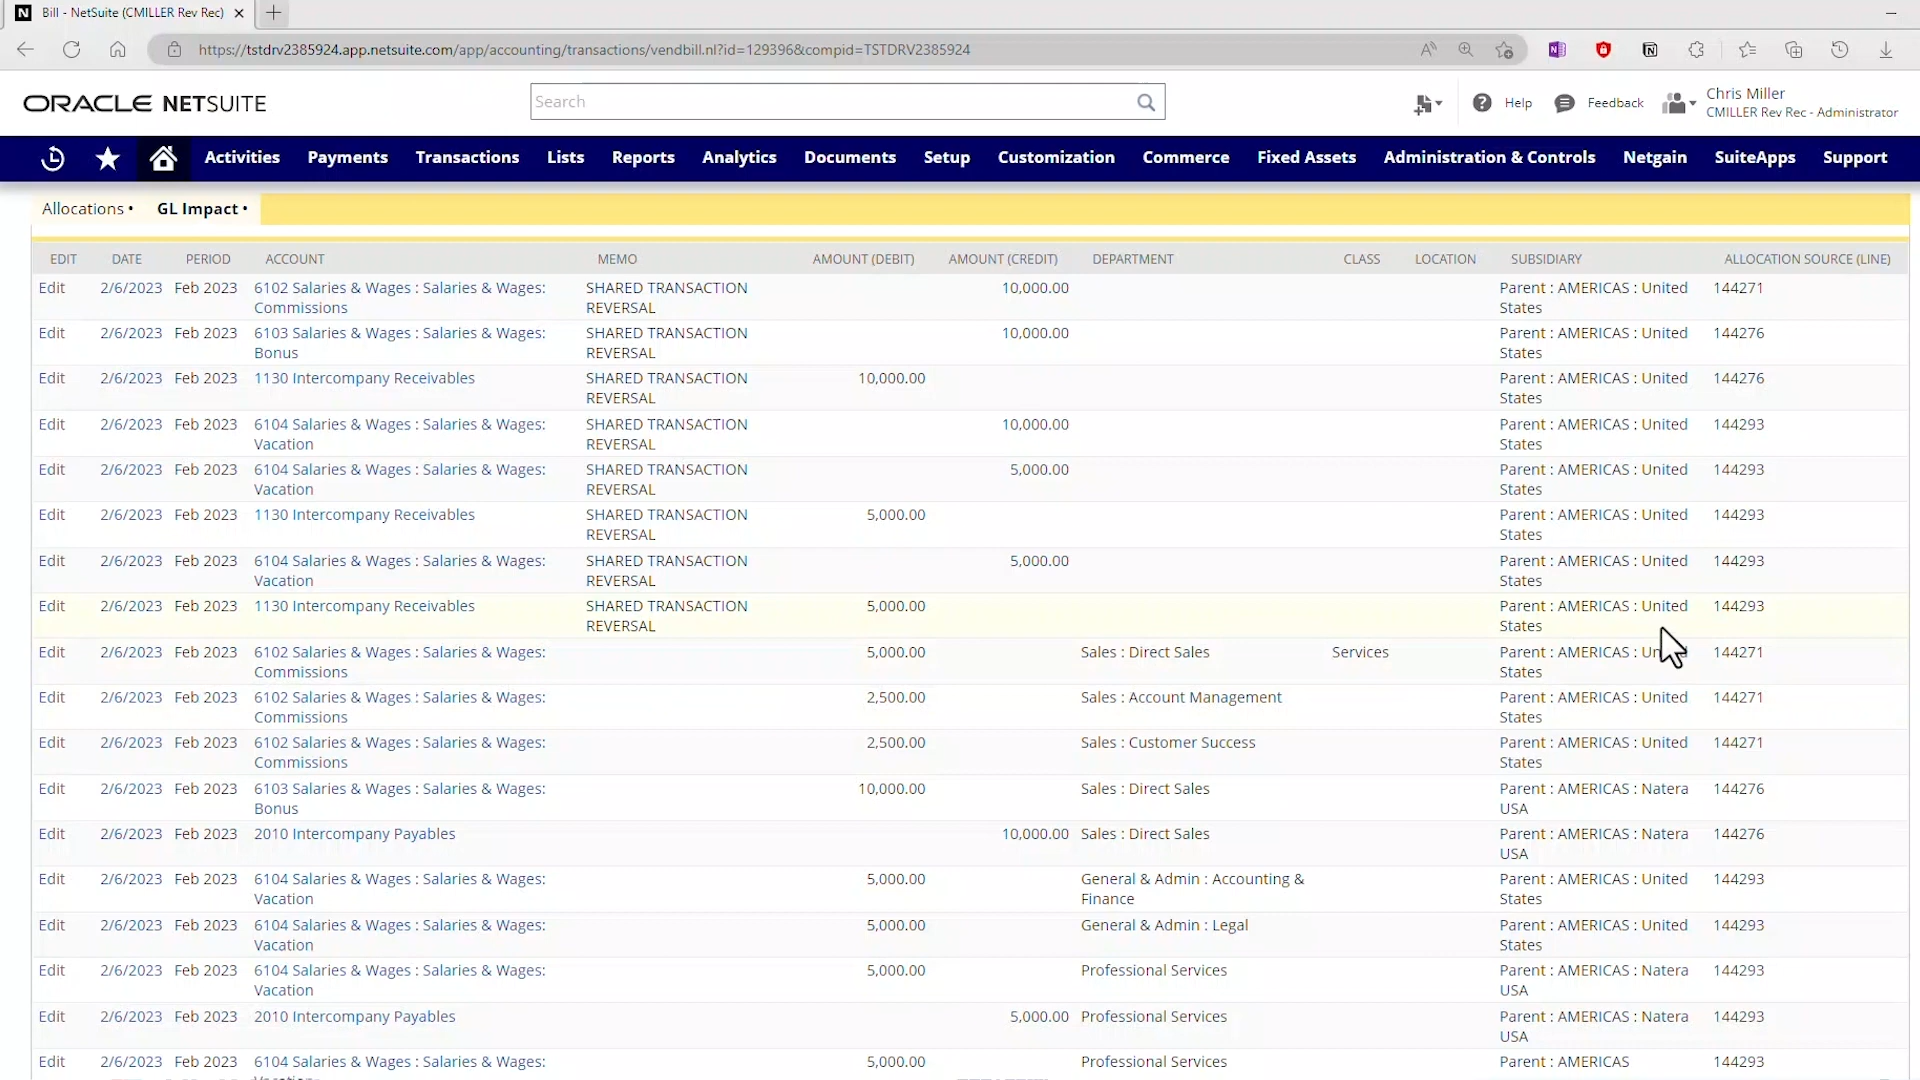 Bill - NetSuite (CMILLER Rev Rec)
https://tstdrv2385924.app.netsuite.com/app/accounting/transactions/vendbill.nl?id=129396&compid=TSTDRV2385924
ORACLE NETSUITE
Search
Help
Feedback
Chris Miller
CMILLER Rev Rec - Administrator
Activities Payments Transactions Lists Reports Analytics Documents Setup Customization Commerce Fixed Assets Administration & Controls Netgain SuiteApps Support
Allocations • GL Impact •
EDIT DATE PERIOD ACCOUNT MEMO AMOUNT (DEBIT) AMOUNT (CREDIT) DEPARTMENT CLASS LOCATION SUBSIDIARY ALLOCATION SOURCE (LINE)
Edit 2/6/2023 Feb 2023 6102 Salaries & Wages : Salaries & Wages: SHARED TRANSACTION 10,000.00 Parent : AMERICAS : United 144271
Commissions REVERSAL States
Edit 2/6/2023 Feb 2023 6103 Salaries & Wages : Salaries & Wages: SHARED TRANSACTION 10,000.00 Parent : AMERICAS : United 144276
Bonus REVERSAL States
Edit 2/6/2023 Feb 2023 1130 Intercompany Receivables SHARED TRANSACTION 10,000.00 Parent : AMERICAS : United 144276
REVERSAL States
Edit 2/6/2023 Feb 2023 6104 Salaries & Wages : Salaries & Wages: SHARED TRANSACTION 10,000.00 Parent : AMERICAS : United 144293
Vacation REVERSAL States
Edit 2/6/2023 Feb 2023 6104 Salaries & Wages : Salaries & Wages: SHARED TRANSACTION 5,000.00 Parent : AMERICAS : United 144293
Vacation REVERSAL States
Edit 2/6/2023 Feb 2023 1130 Intercompany Receivables SHARED TRANSACTION 5,000.00 Parent : AMERICAS : United 144293
REVERSAL States
Edit 2/6/2023 Feb 2023 6104 Salaries & Wages : Salaries & Wages: SHARED TRANSACTION 5,000.00 Parent : AMERICAS : United 144293
Vacation REVERSAL States
Edit 2/6/2023 Feb 2023 1130 Intercompany Receivables SHARED TRANSACTION 5,000.00 Parent : AMERICAS : United 144293
REVERSAL States
Edit 2/6/2023 Feb 2023 6102 Salaries & Wages : Salaries & Wages: 5,000.00 Sales : Direct Sales Services Parent : AMERICAS : United 144271
Commissions States
Edit 2/6/2023 Feb 2023 6102 Salaries & Wages : Salaries & Wages: 2,500.00 Sales : Account Management Parent : AMERICAS : United 144271
Commissions States
Edit 2/6/2023 Feb 2023 6102 Salaries & Wages : Salaries & Wages: 2,500.00 Sales : Customer Success Parent : AMERICAS : United 144271
Commissions States
Edit 2/6/2023 Feb 2023 6103 Salaries & Wages : Salaries & Wages: 10,000.00 Sales : Direct Sales Parent : AMERICAS : Natera 144276
Bonus USA
Edit 2/6/2023 Feb 2023 2010 Intercompany Payables 10,000.00 Sales : Direct Sales Parent : AMERICAS : Natera 144276
USA
Edit 2/6/2023 Feb 2023 6104 Salaries & Wages : Salaries & Wages: 5,000.00 General & Admin : Accounting & Parent : AMERICAS : United 144293
Vacation Finance States
Edit 2/6/2023 Feb 2023 6104 Salaries & Wages : Salaries & Wages: 5,000.00 General & Admin : Legal Parent : AMERICAS : United 144293
Vacation States
Edit 2/6/2023 Feb 2023 6104 Salaries & Wages : Salaries & Wages: 5,000.00 Professional Services Parent : AMERICAS : Natera 144293
Vacation USA
Edit 2/6/2023 Feb 2023 2010 Intercompany Payables 5,000.00 Professional Services Parent : AMERICAS : Natera 144293
USA
Edit 2/6/2023 Feb 2023 6104 Salaries & Wages : Salaries & Wages: 5,000.00 Professional Services Parent : AMERICAS 144293